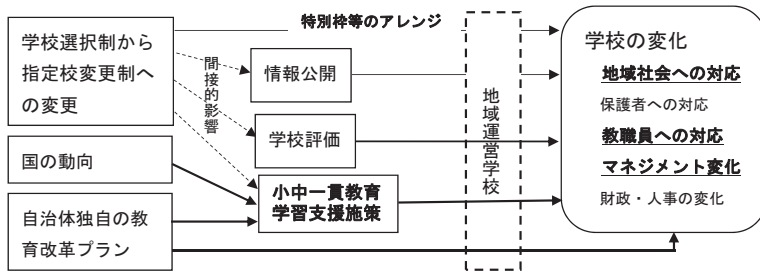 特別枠等のアレンジ
学校選択制から
指定校変更制へ
の変更
間接的影響
情報公開
学校評価
国の動向
小中一貫教育
学習支援施策
自治体独自の教
育改革プラン
地域運営学校
学校の変化
地域社会への対応
保護者への対応
教職員への対応
マネジメント変化
財政・人事の変化